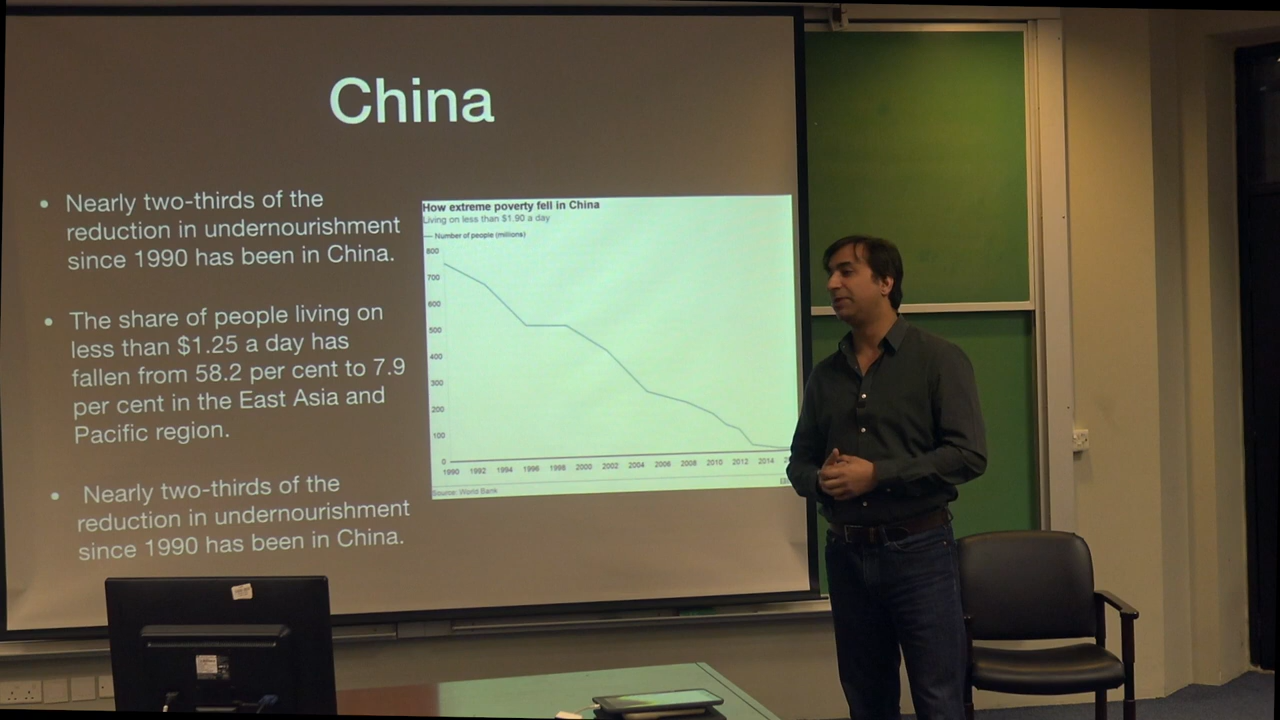 China
• Nearly two-thirds of the
reduction in undernourishment
since 1990 has been in China.
• The share of people living on
less than $1.25 a day has
fallen from 58.2 per cent to 7.9
per cent in the East Asia and
Pacific region.
• Nearly two-thirds of the
reduction in undernourishment
since 1990 has been in China.
How extreme poverty fell in China
Living on less than $1.90 a day
Number of people (millions)
800
700
600
500
400
300
200
100
0
1990 1992 1994 1996 1998 2000 2002 2004 2006 2008 2010 2012 2014
Source: World Bank